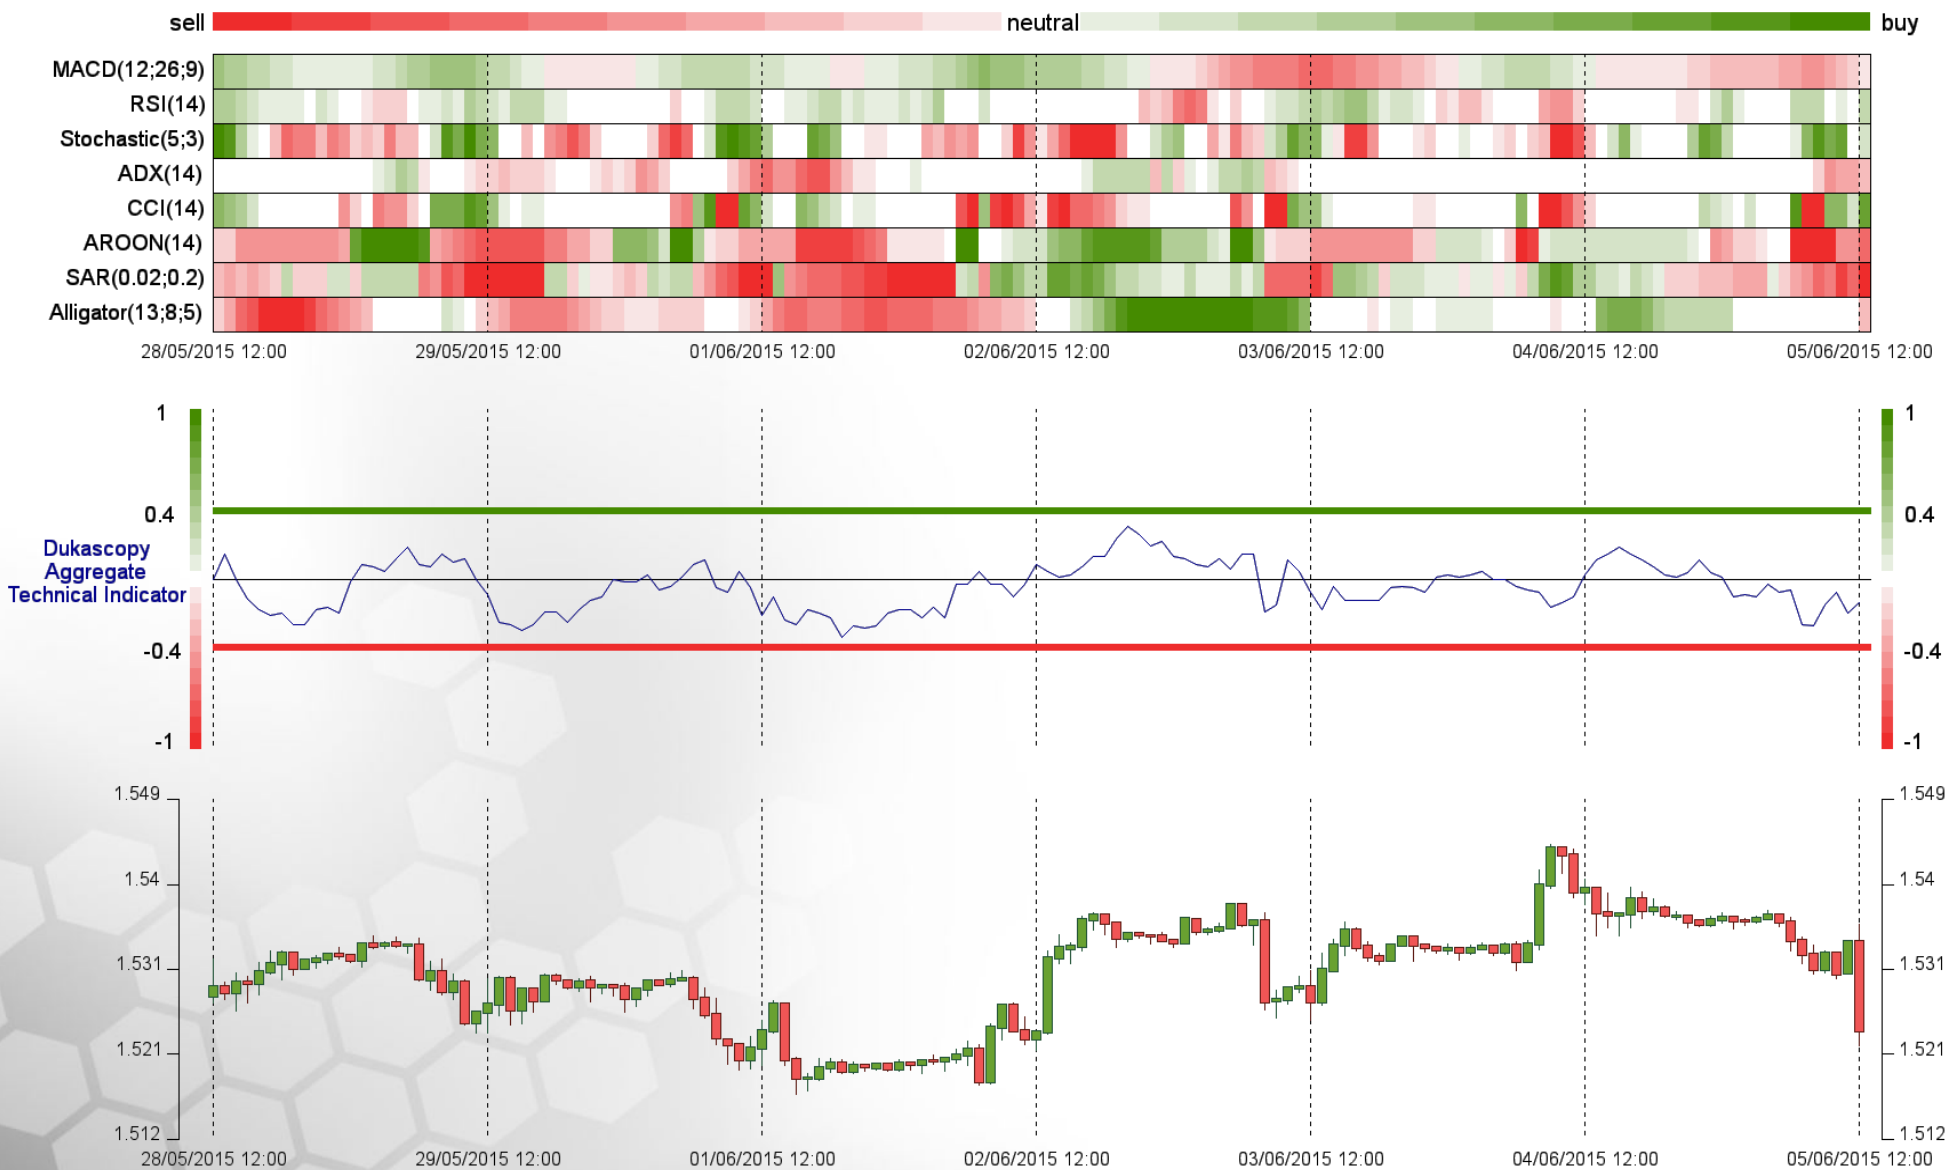 sell neutral buy
MACD(12;26;9)
RSI(14)
Stochastic(5;3)
ADX(14)
CCI(14)
AROON(14)
SAR(0.02;0.2)
Alligator(13;8;5)
28/05/2015 12:00 29/05/2015 12:00 01/06/2015 12:00 02/06/2015 12:00 03/06/2015 12:00 04/06/2015 12:00 05/06/2015 12:00
1 1
0.4 0.4
Dukascopy
Aggregate
Technical Indicator
-0.4 -0.4
-1 -1
1.549 1.549
1.54 1.54
1.531 1.531
1.521 1.521
1.512 1.512
28/05/2015 12:00 29/05/2015 12:00 01/06/2015 12:00 02/06/2015 12:00 03/06/2015 12:00 04/06/2015 12:00 05/06/2015 12:00